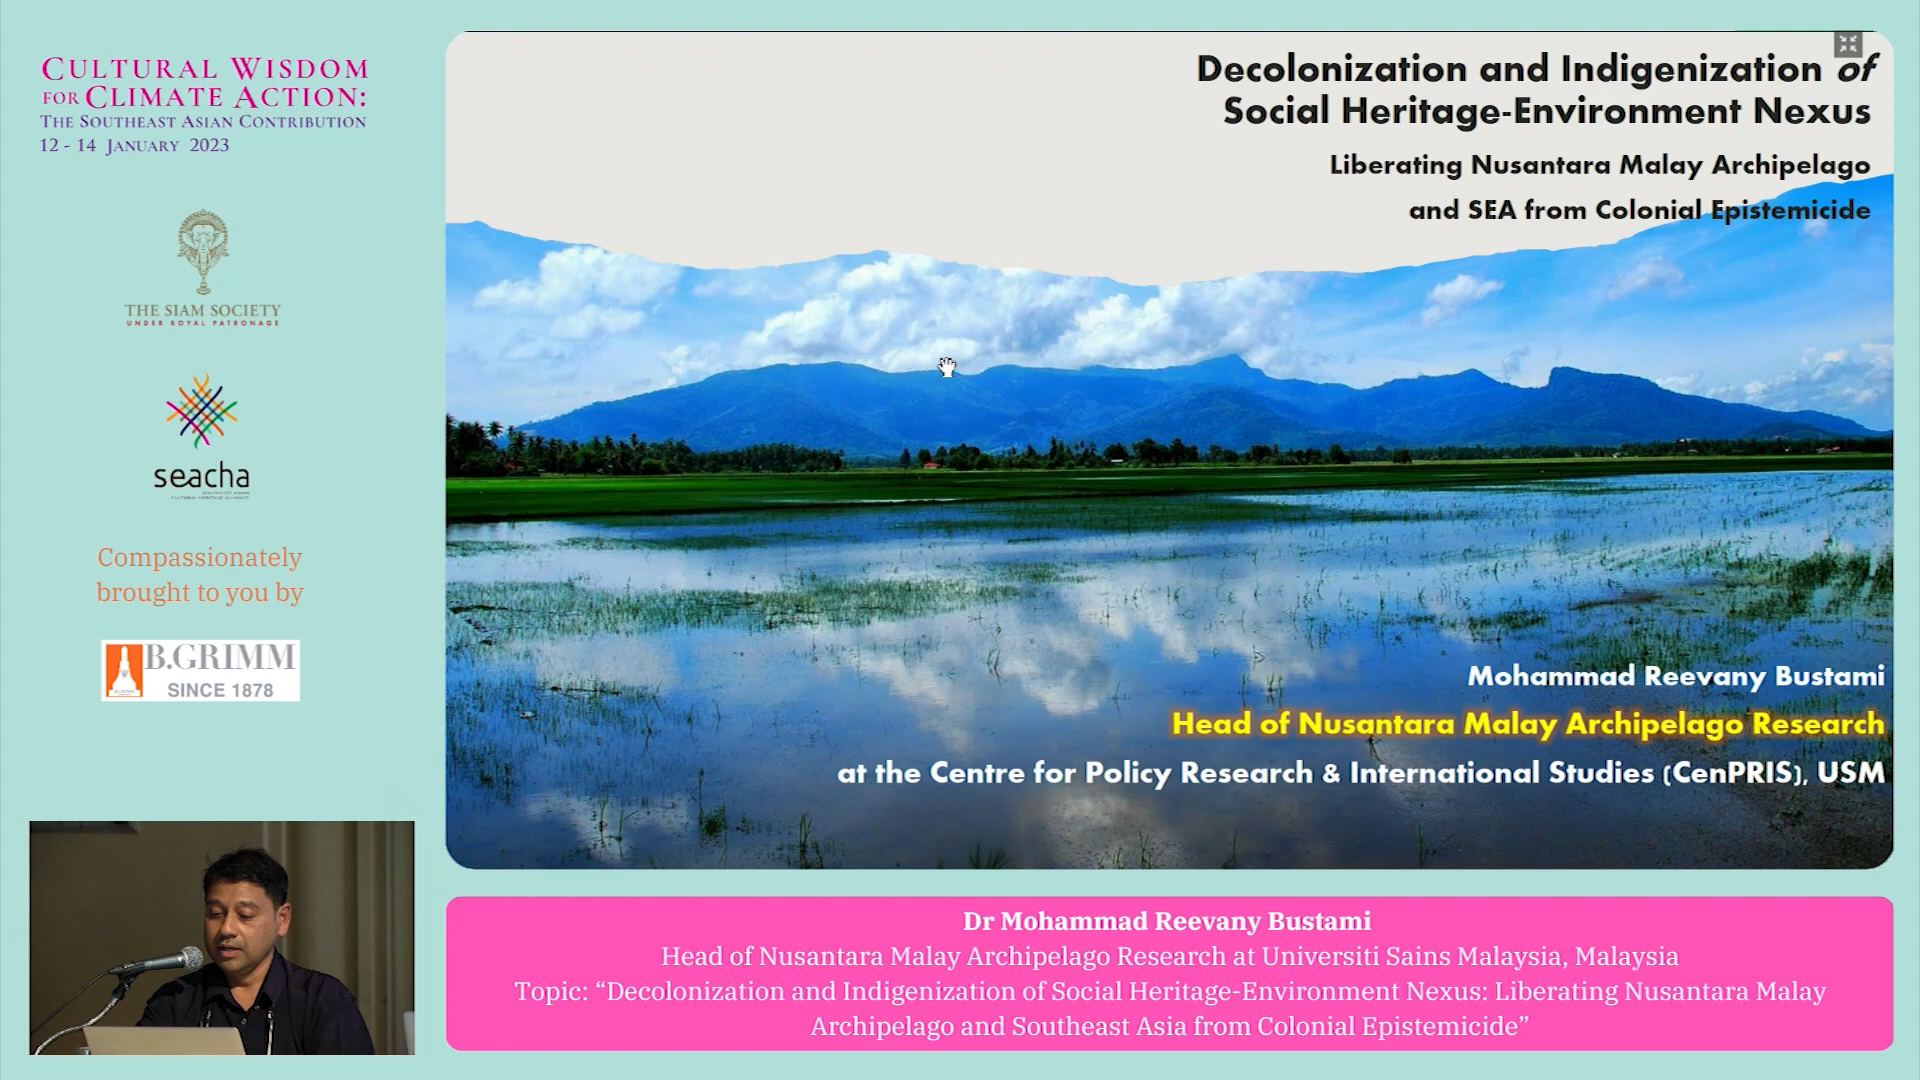 CULTURAL WISDOM
FOR CLIMATE ACTION:
THE SOUTHEAST ASIAN CONTRIBUTION
12 - 14 JANUARY 2023
THE SIAM SOCIETY
UNDER ROYAL PATRONAGE
seacha
SOUTHEAST ASIAN
CULTURAL HERITAGE ALLIANCE
Compassionately
brought to you by
B.GRIMM
SINCE 1878
Decolonization and Indigenization of
Social Heritage-Environment Nexus
Liberating Nusantara Malay Archipelago
and SEA from Colonial Epistemicide
Mohammad Reevany Bustami
Head of Nusantara Malay Archipelago Research
at the Centre for Policy Research & International Studies (CenPRIS), USM
Dr Mohammad Reevany Bustami
Head of Nusantara Malay Archipelago Research at Universiti Sains Malaysia, Malaysia
Topic: “Decolonization and Indigenization of Social Heritage-Environment Nexus: Liberating Nusantara Malay
Archipelago and Southeast Asia from Colonial Epistemicide”